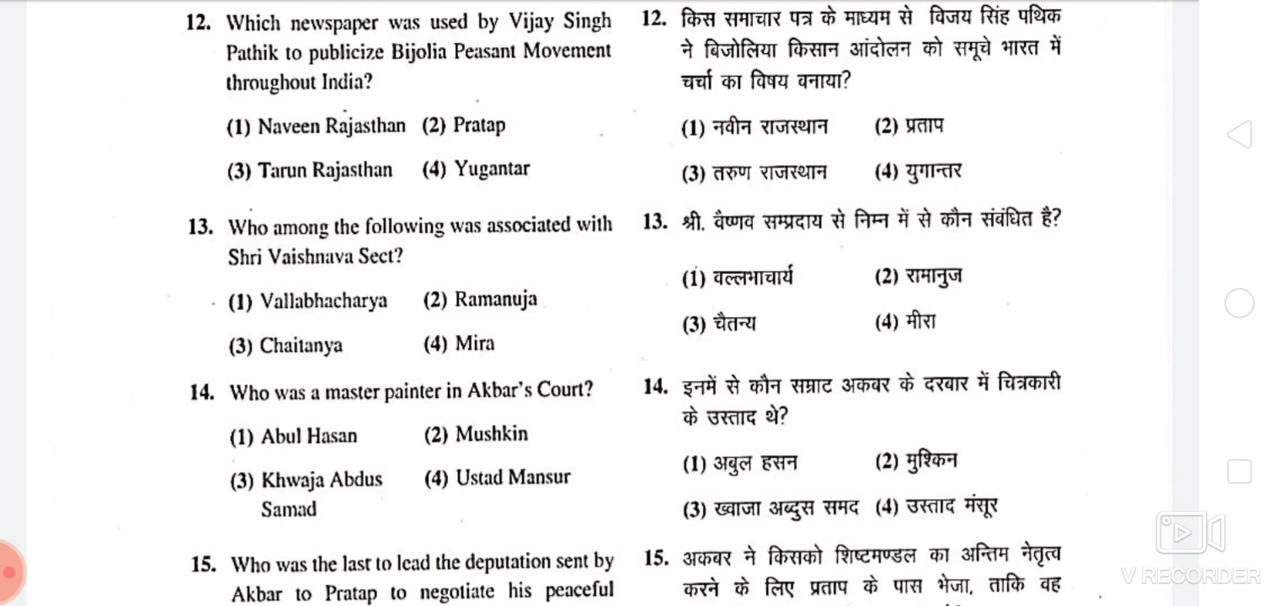 12. Which newspaper was used by Vijay Singh
Pathik to publicize Bijolia Peasant Movement
throughout India?
(1) Naveen Rajasthan (2) Pratap
(3) Tarun Rajasthan (4) Yugantar
13. Who among the following was associated with
Shri Vaishnava Sect?
(1) Vallabhacharya (2) Ramanuja
(3) Chaitanya (4) Mira
14. Who was a master painter in Akbar's Court?
(1) Abul Hasan (2) Mushkin
(3) Khwaja Abdus (4) Ustad Mansur
Samad
15. Who was the last to lead the deputation sent by
Akbar to Pratap to negotiate his peaceful
12. किस समाचार पत्र के माध्यम से विजय सिंह पथिक
ने बिजोलिया किसान आंदोलन को समूचे भारत में
चर्चा का विषय बनाया?
(1) नवीन राजस्थान (2) प्रताप
(3) तरुण राजस्थान (4) युगान्तर
13. श्री. वैष्णव सम्प्रदाय से निम्न में से कौन संबंधित है?
(1) वल्लभाचार्य (2) रामानुज
(3) चैतन्य (4) मीरा
14. इनमें से कौन सम्राट अकबर के दरबार में चित्रकारी
के उस्ताद थे?
(1) अबुल हसन (2) मुश्किन
(3) ख्वाजा अब्दुस समद (4) उस्ताद मंसूर
15. अकबर ने किसको शिष्टमण्डल का अन्तिम नेतृत्व
करने के लिए प्रताप के पास भेजा, ताकि वह
V RECORDER